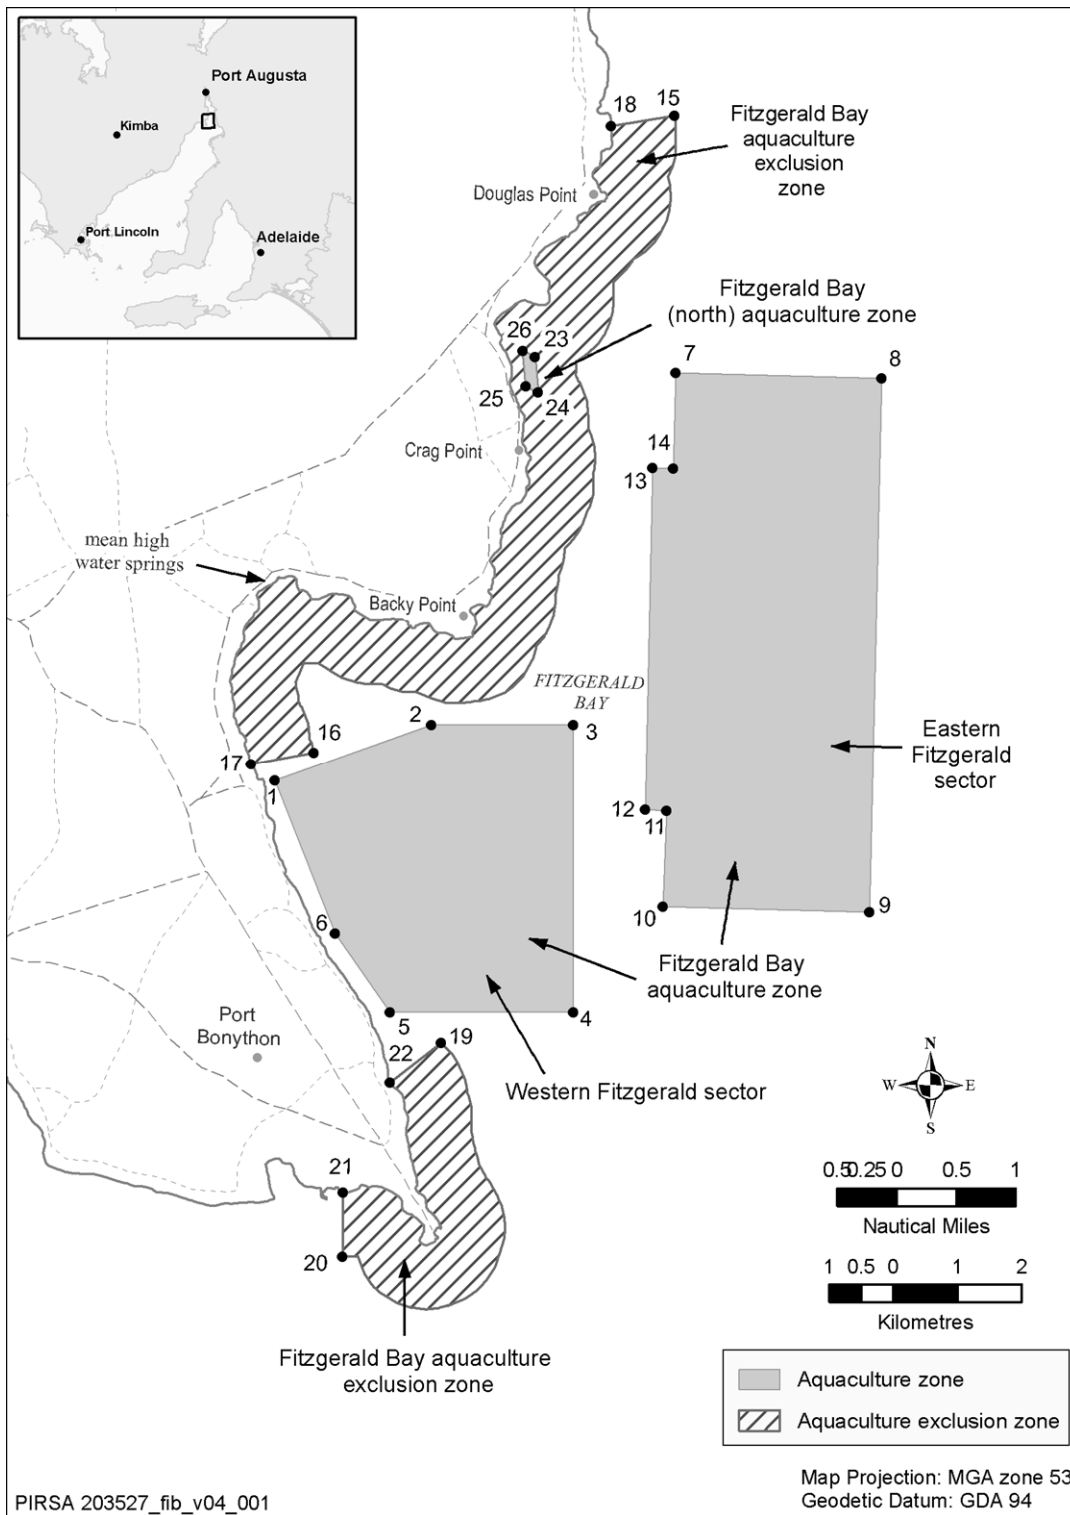 Port Augusta
Kimba
Port Lincoln
Adelaide
18
15
Fitzgerald Bay
aquaculture
exclusion
zone
Douglas Point
Fitzgerald Bay
(north) aquaculture zone
26
23
25
24
7
8
Crag Point
14
13
mean high
water springs
Backy Point
FITZGERALD
BAY
2
3
16
17
1
Eastern
Fitzgerald
sector
12
11
10
9
6
Fitzgerald Bay
aquaculture zone
5
4
Port
Bonython
19
22
Western Fitzgerald sector
N
W
E
S
21
20
0.5
0.25
0
0.5
1
Nautical Miles
1
0.5
0
1
2
Kilometres
Fitzgerald Bay aquaculture
exclusion zone
Aquaculture zone
Aquaculture exclusion zone
Map Projection: MGA zone 53
Geodetic Datum: GDA 94
PIRSA 203527_fib_v04_001